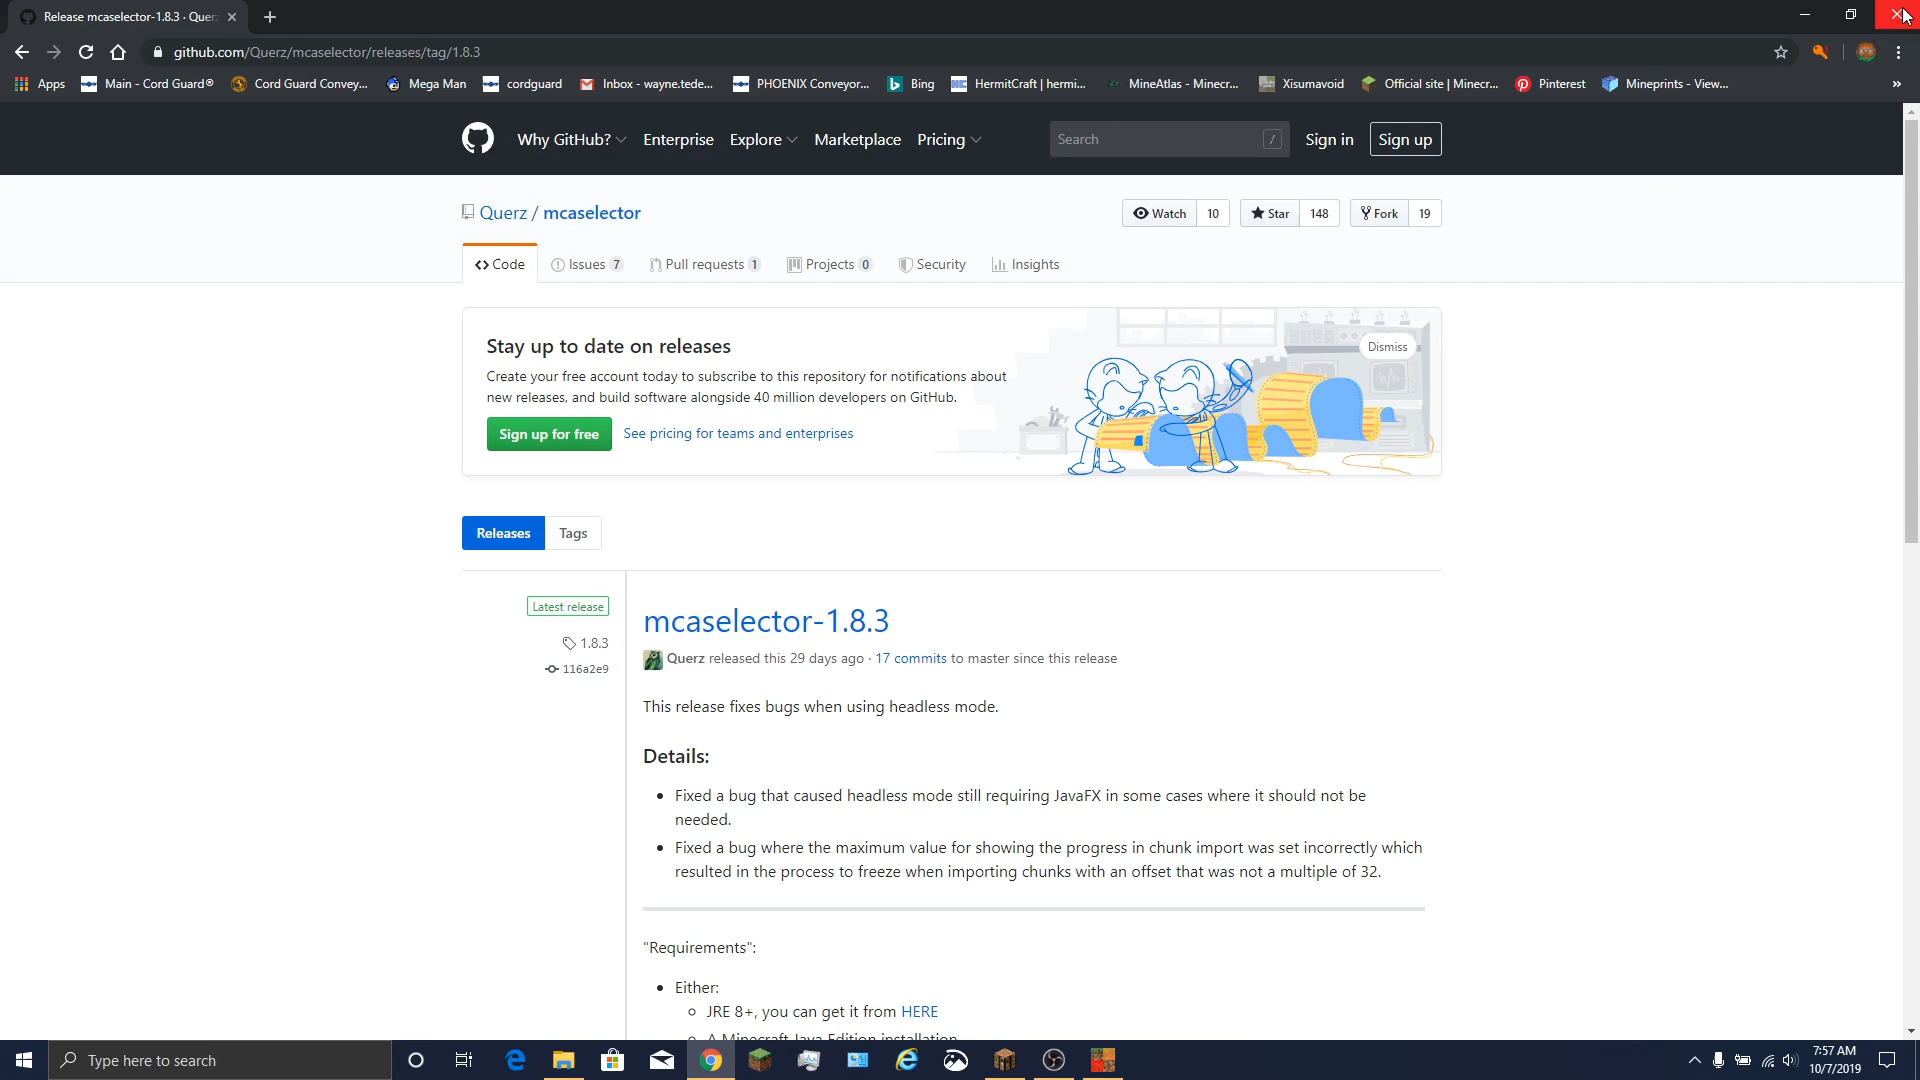 Release mcaselector-1.8.3 · Quer
github.com/Querz/mcaselector/releases/tag/1.8.3
Apps
Main - Cord Guard®
Cord Guard Convey...
Mega Man
cordguard
Inbox - wayne.tede...
PHOENIX Conveyor...
Bing
HermitCraft | hermi...
MineAtlas - Minecr...
Xisumavoid
Official site | Minecr...
Pinterest
Mineprints - View...
»
Why GitHub?
Enterprise
Explore
Marketplace
Pricing
Search
/
Sign in
Sign up
Querz / mcaselector
Watch 10
Star 148
Fork 19
Code
Issues 7
Pull requests 1
Projects 0
Security
Insights
Stay up to date on releases
Dismiss
Create your free account today to subscribe to this repository for notifications about
new releases, and build software alongside 40 million developers on GitHub.
Sign up for free
See pricing for teams and enterprises
Releases
Tags
Latest release
1.8.3
116a2e9
mcaselector-1.8.3
Querz released this 29 days ago · 17 commits to master since this release
This release fixes bugs when using headless mode.
Details:
• Fixed a bug that caused headless mode still requiring JavaFX in some cases where it should not be
needed.
• Fixed a bug where the maximum value for showing the progress in chunk import was set incorrectly which
resulted in the process to freeze when importing chunks with an offset that was not a multiple of 32.
"Requirements":
• Either:
JRE 8+, you can get it from HERE
A Minecraft Java Edition installation
Type here to search
7:57 AM
10/7/2019